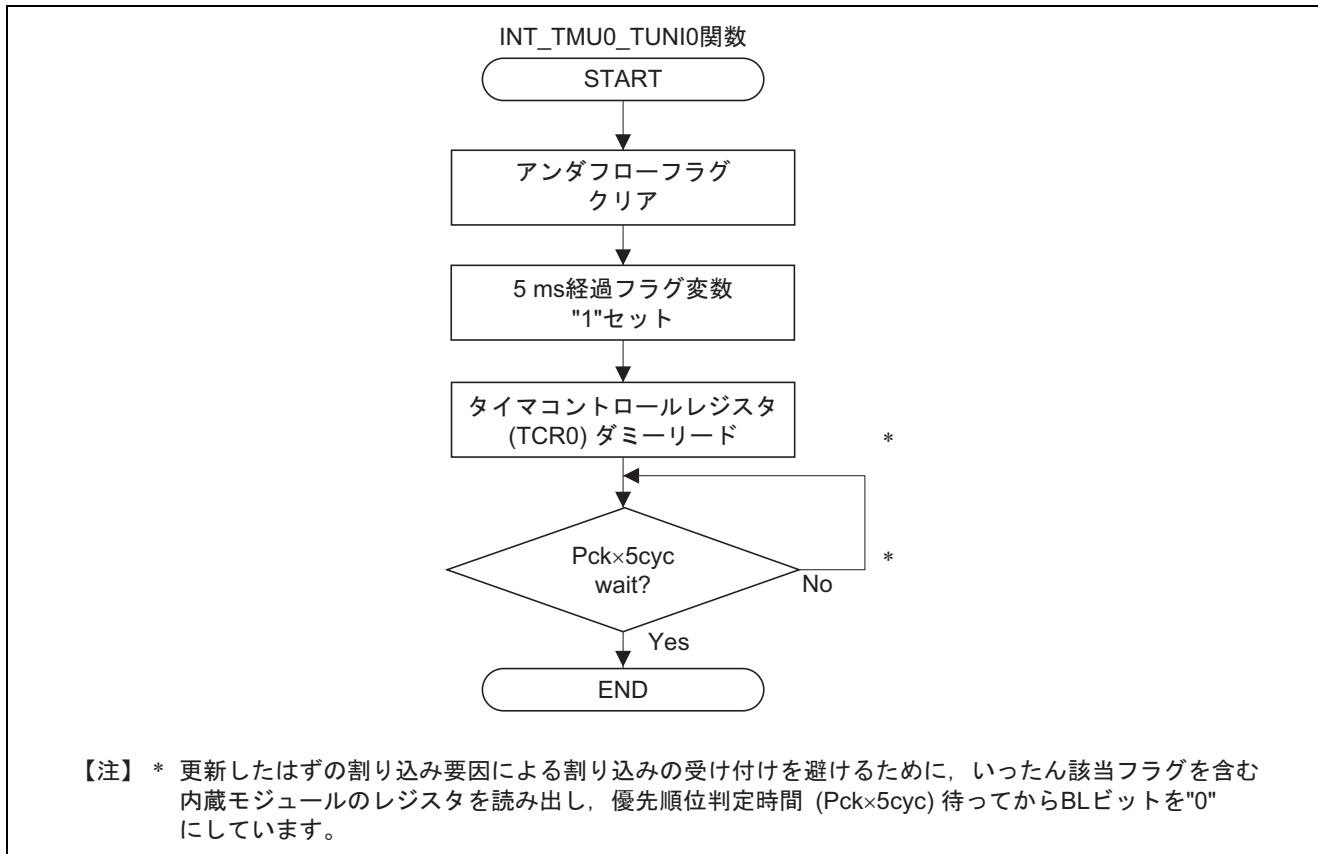 INT_TMU0_TUNI0関数
START
アンダフローフラグ
クリア
5 ms経過フラグ変数
"1"セット
タイマコントロールレジスタ
(TCR0) ダミーリード
*
Pck×5cyc
wait?
*
No
Yes
END
【注】 * 更新したはずの割り込み要因による割り込みの受け付けを避けるために，いったん該当フラグを含む
内蔵モジュールのレジスタを読み出し，優先順位判定時間 (Pck×5cyc) 待ってからBLビットを"0"
にしています。